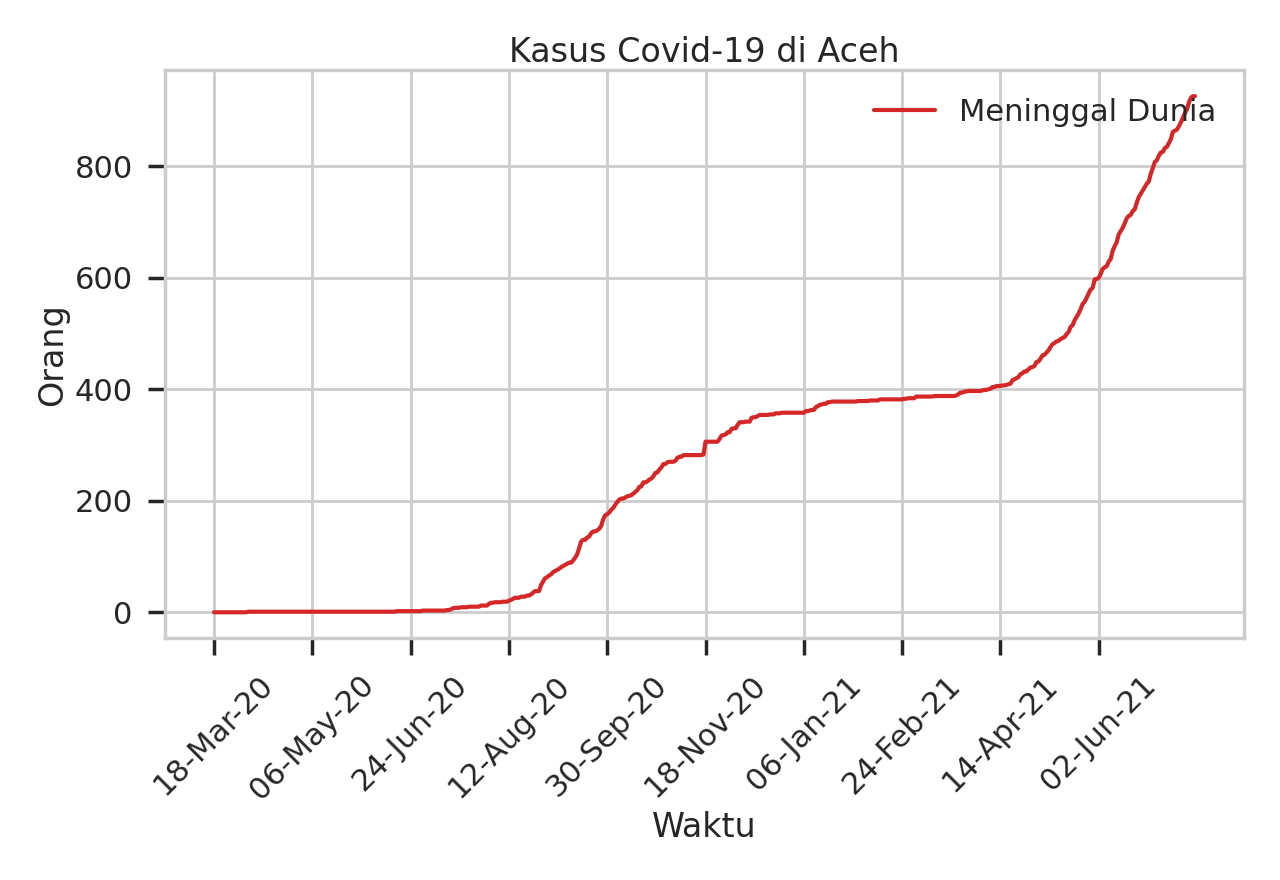 Kasus Covid-19 di Aceh
Meninggal Dunia
800
600
400
200
0
Orang
18-Mar-20
06-May-20
24-Jun-20
12-Aug-20
30-Sep-20
18-Nov-20
06-Jan-21
24-Feb-21
14-Apr-21
02-Jun-21
Waktu